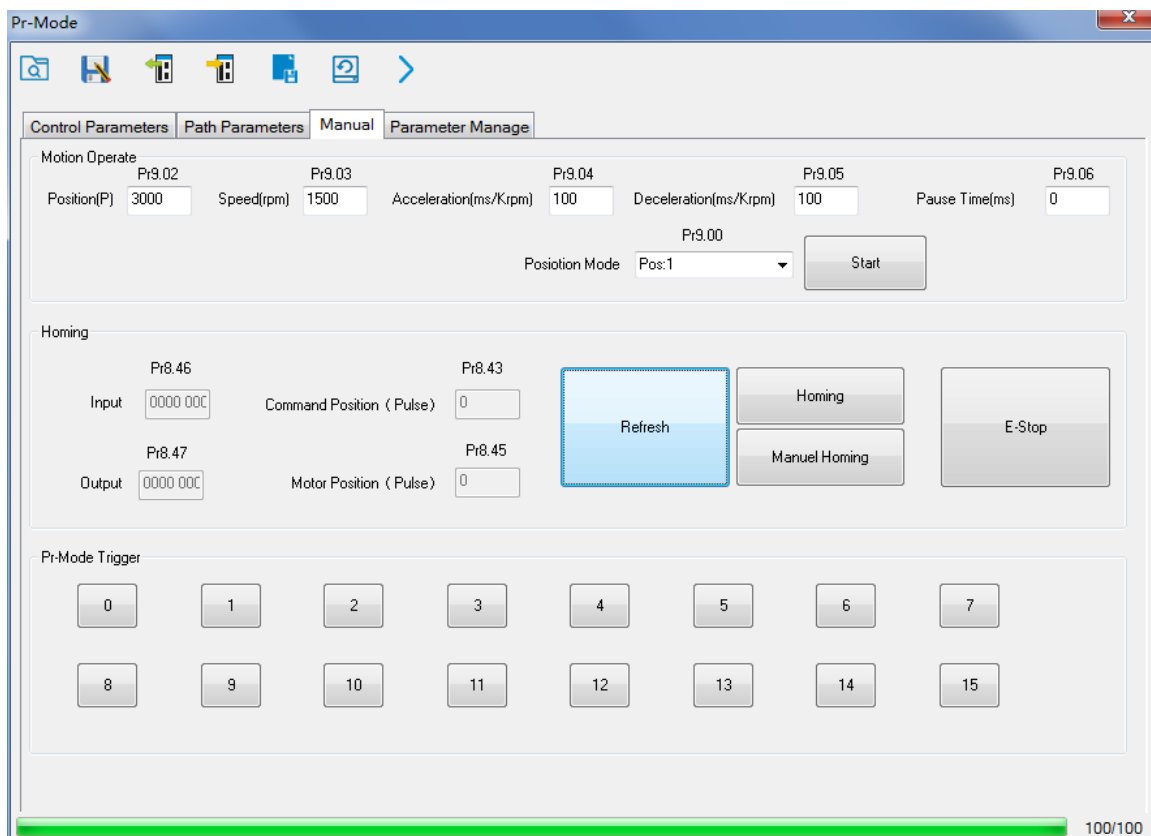 Pr-Mode
Control Parameters Path Parameters Manual Parameter Manage
Motion Operate
Pr9.02 Pr9.03 Pr9.04 Pr9.05 Pr9.06
Position(P) 3000 Speed(rpm) 1500 Acceleration(ms/Krpm) 100 Deceleration(ms/Krpm) 100 Pause Time(ms) 0
Pr9.00
Posiotion Mode Pos:1 Start
Homing
Pr8.46 Pr8.43
Input 0000 000 Command Position ( Pulse) 0
Refresh Homing E-Stop
Pr8.47 Pr8.45
Manuel Homing
Output 0000 000 Motor Position ( Pulse) 0
Pr-Mode Trigger
0 1 2 3 4 5 6 7
8 9 10 11 12 13 14 15
100/100